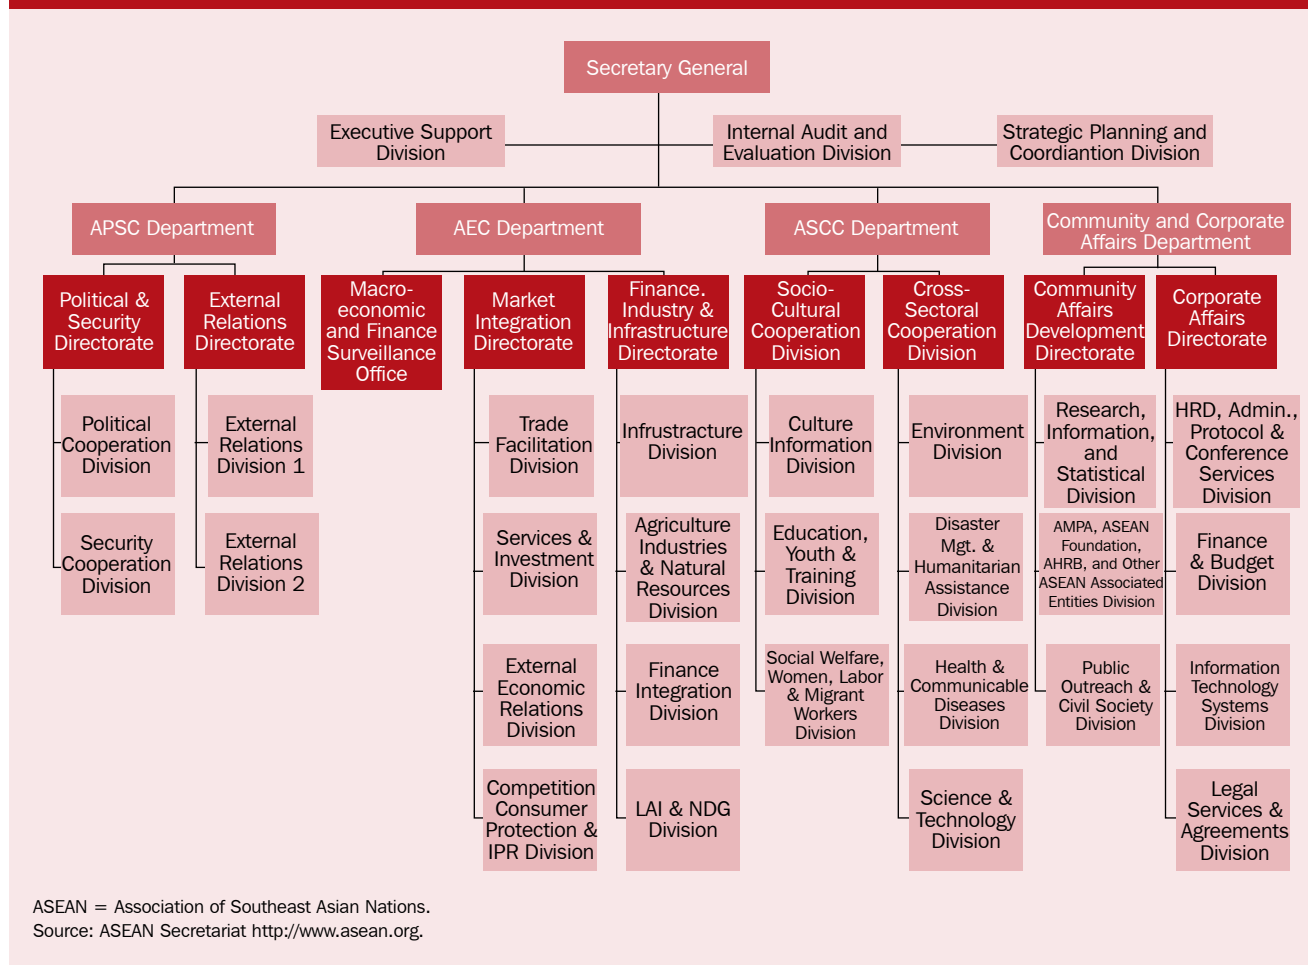 Secretary General
Executive Support
Division
Internal Audit and
Evaluation Division
Strategic Planning and
Coordiantion Division
APSC Department
AEC Department
ASCC Department
Community and Corporate
Affairs Department
Political &
Security
Directorate
External
Relations
Directorate
Macro-
economic
and Finance
Surveillance
Office
Market
Integration
Directorate
Finance.
Industry &
Infrastructure
Directorate
Socio-
Cultural
Cooperation
Division
Cross-
Sectoral
Cooperation
Division
Community
Affairs
Development
Directorate
Corporate
Affairs
Directorate
Political
Cooperation
Division
External
Relations
Division 1
Trade
Facilitation
Division
Infrustracture
Division
Culture
Information
Division
Environment
Division
Research,
Information,
and
Statistical
Division
HRD, Admin.,
Protocol &
Conference
Services
Division
Security
Cooperation
Division
External
Relations
Division 2
Services &
Investment
Division
Agriculture
Industries
& Natural
Resources
Division
Education,
Youth &
Training
Division
Disaster
Mgt. &
Humanitarian
Assistance
Division
AMPA, ASEAN
Foundation,
AHRB, and Other
ASEAN Associated
Entities Division
Finance
& Budget
Division
External
Economic
Relations
Division
Finance
Integration
Division
Social Welfare,
Women, Labor
& Migrant
Workers
Division
Health &
Communicable
Diseases
Division
Public
Outreach &
Civil Society
Division
Information
Technology
Systems
Division
Competition
Consumer
Protection &
IPR Division
LAI & NDG
Division
Science &
Technology
Division
Legal
Services &
Agreements
Division
ASEAN = Association of Southeast Asian Nations.
Source: ASEAN Secretariat http://www.asean.org.